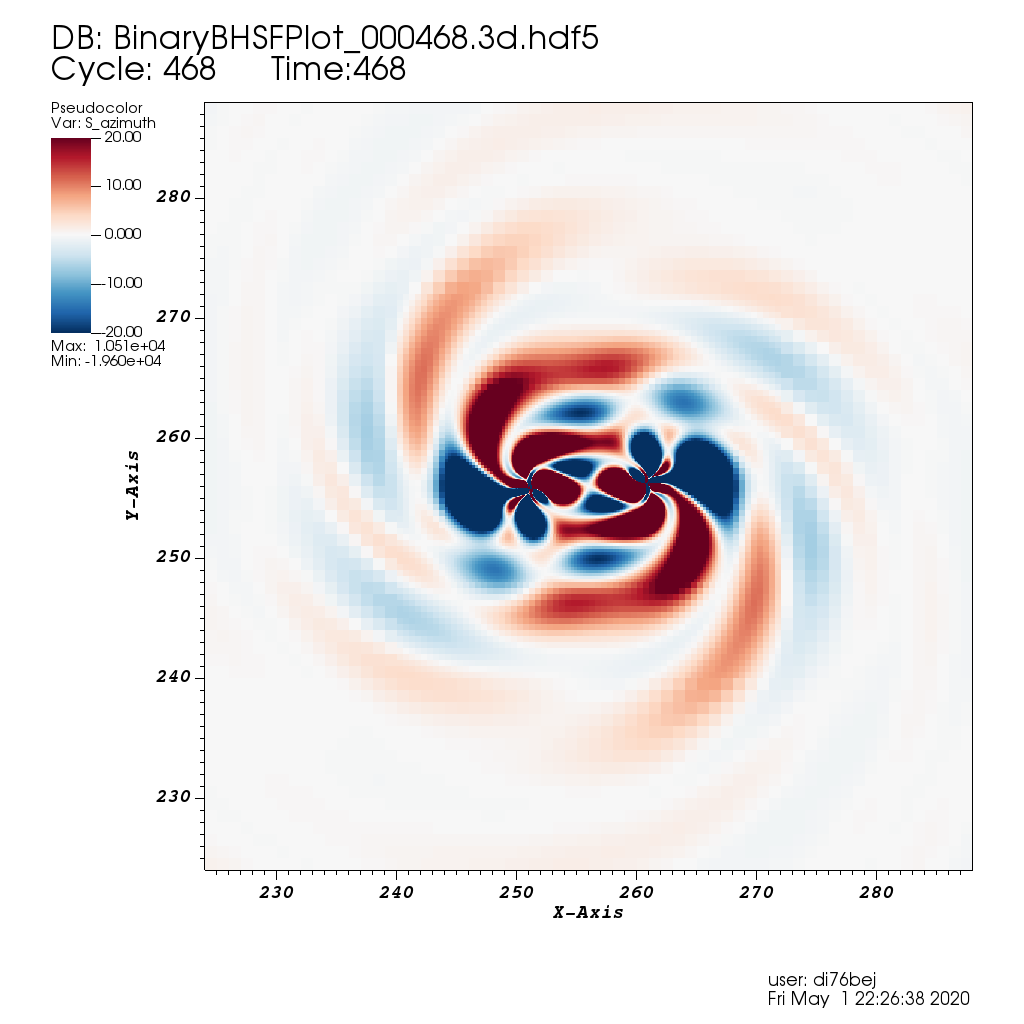 DB: BinaryBHSFPlot_000468.3d.hdf5
Cycle: 468 Time:468
Pseudocolor
Var: S_azimuth
20.00
10.00
0.000
-10.00
-20.00
Max: 1.051e+04
Min: -1.960e+04
280
270
260
250
240
230
Y-Axis
230 240 250 260 270 280
X-Axis
user: di76bej
Fri May 1 22:26:38 2020